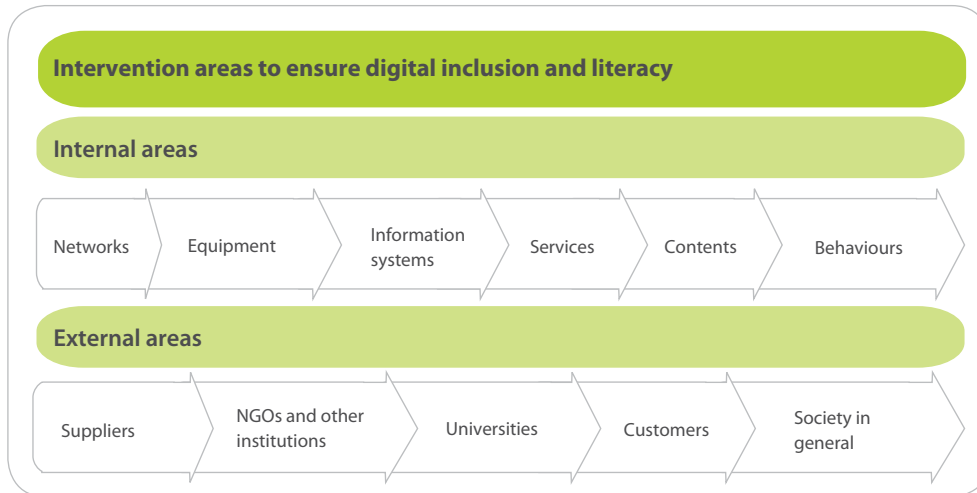 Intervention areas to ensure digital inclusion and literacy
Internal areas
Networks
Equipment
Information
systems
Services
Contents
Behaviours
External areas
Suppliers
NGOs and other
institutions
Universities
Customers
Society in
general